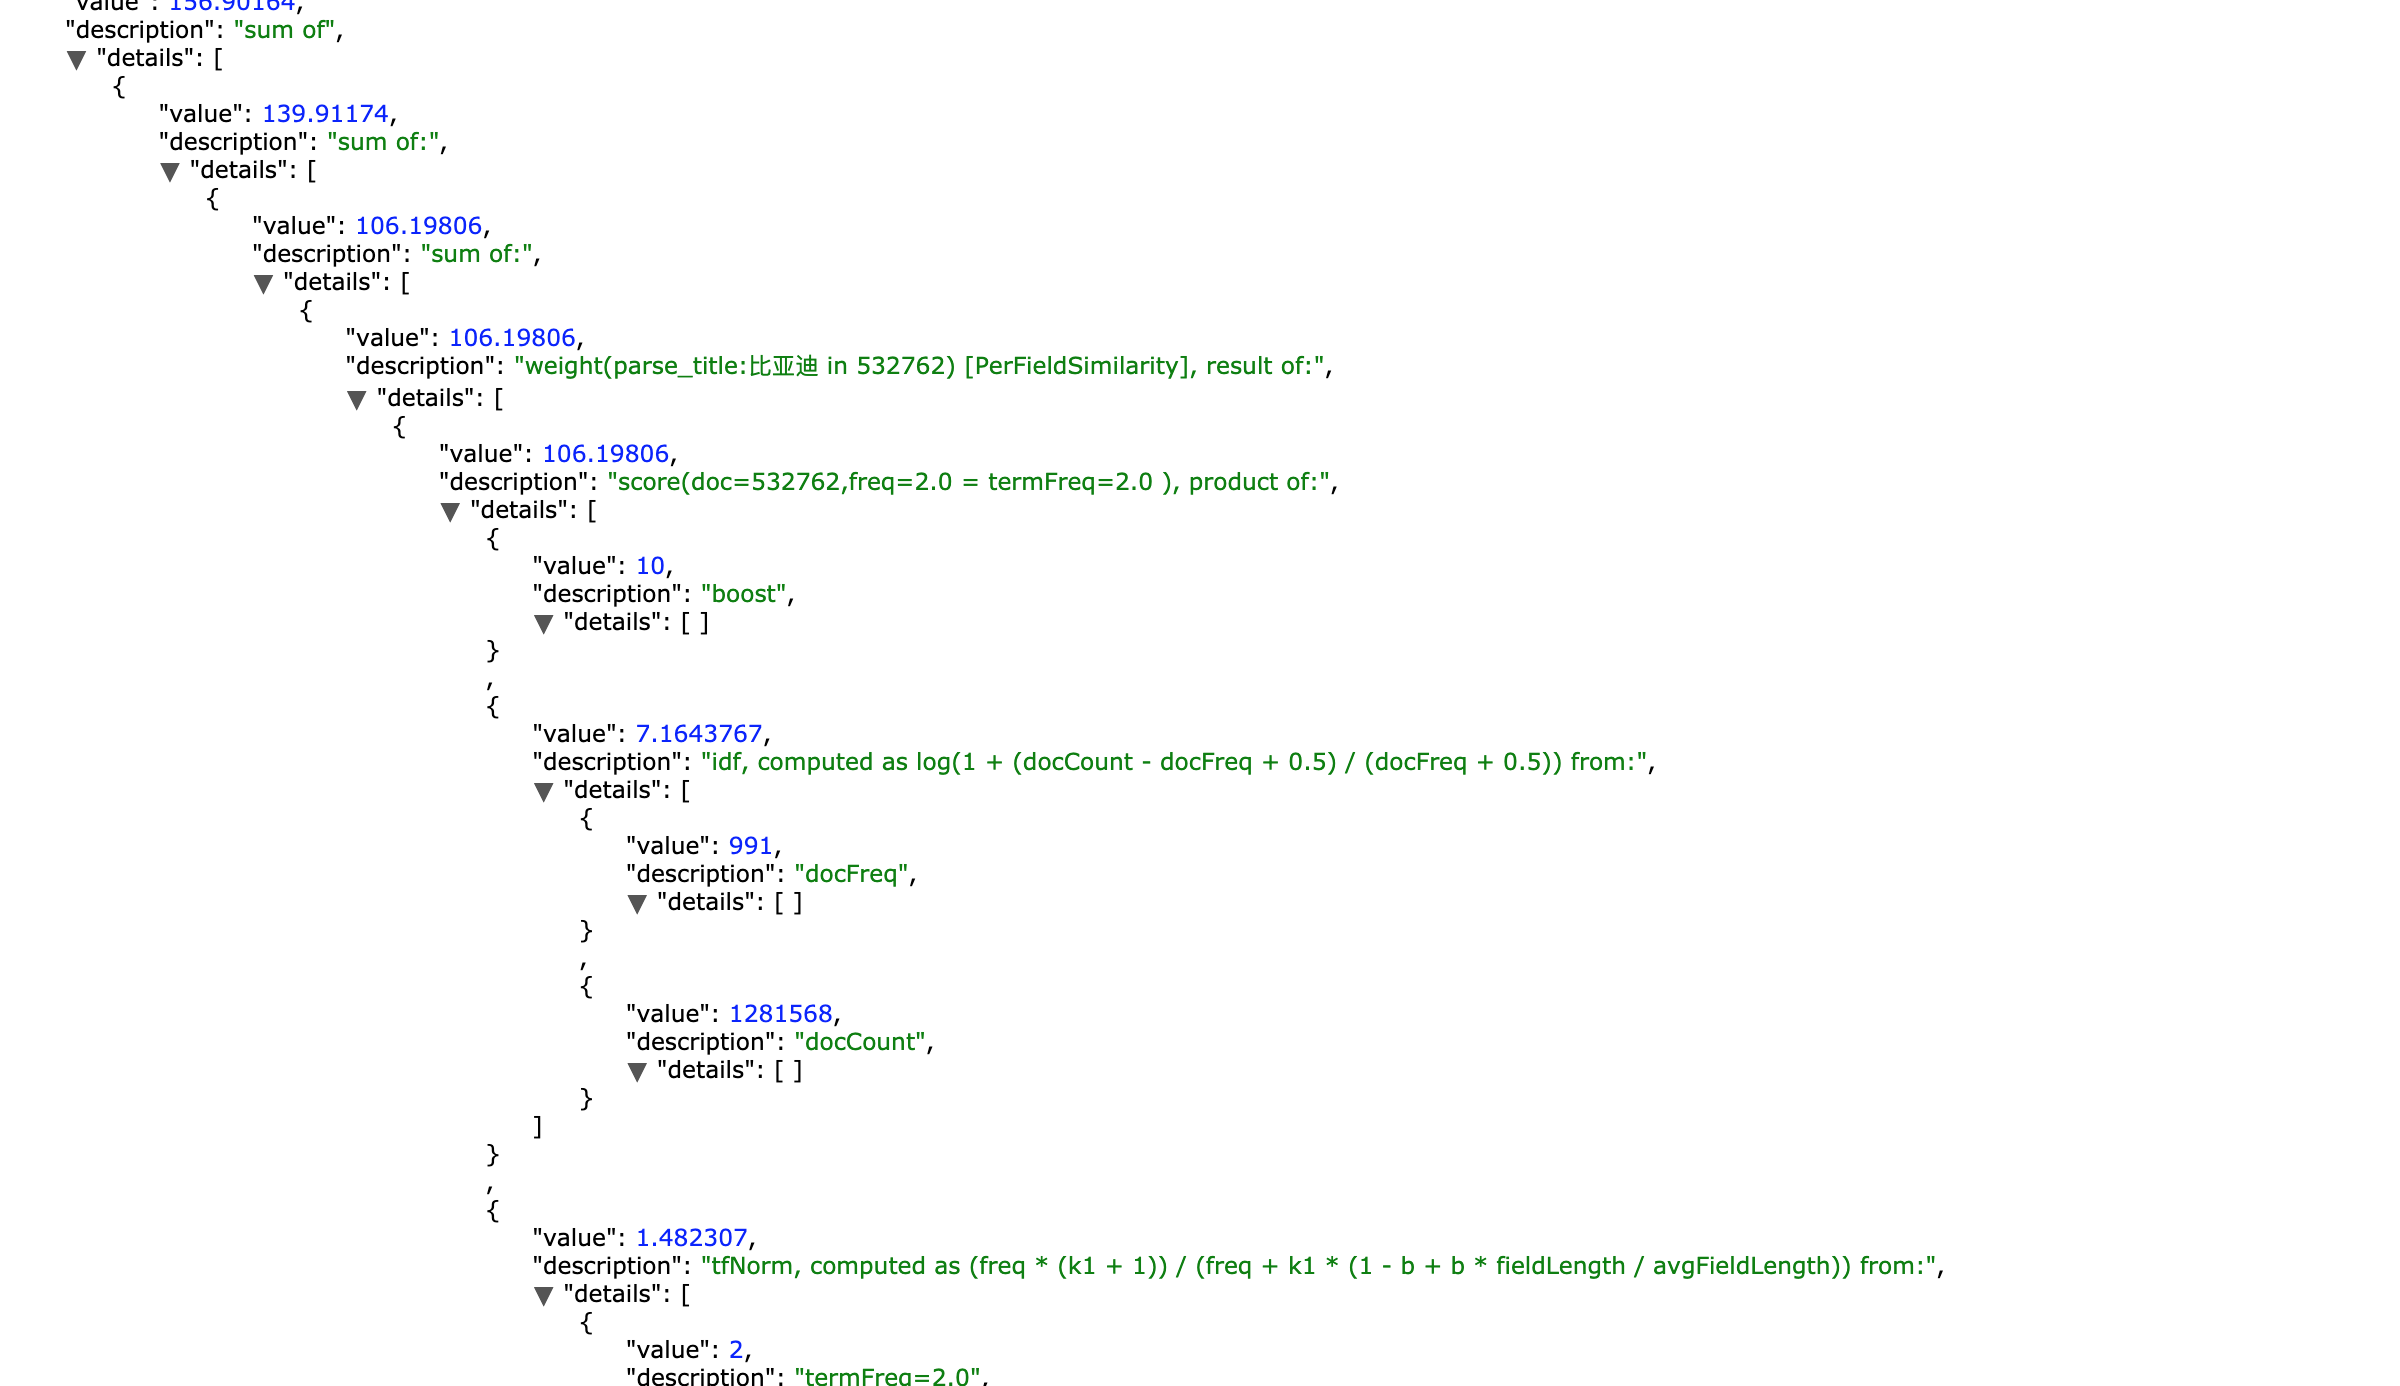 "value": 156.90164,
"description": "sum of",
▼ "details": [
{
"value": 139.91174,
"description": "sum of:",
▼ "details": [
{
"value": 106.19806,
"description": "sum of:",
▼ "details": [
{
"value": 106.19806,
"description": "weight(parse_title:比亚迪 in 532762) [PerFieldSimilarity], result of:",
▼ "details": [
{
"value": 106.19806,
"description": "score(doc=532762,freq=2.0 = termFreq=2.0 ), product of:",
▼ "details": [
{
"value": 10,
"description": "boost",
▼ "details": [ ]
}
,
{
"value": 7.1643767,
"description": "idf, computed as log(1 + (docCount - docFreq + 0.5) / (docFreq + 0.5)) from:",
▼ "details": [
{
"value": 991,
"description": "docFreq",
▼ "details": [ ]
}
,
{
"value": 1281568,
"description": "docCount",
▼ "details": [ ]
}
]
}
,
{
"value": 1.482307,
"description": "tfNorm, computed as (freq * (k1 + 1)) / (freq + k1 * (1 - b + b * fieldLength / avgFieldLength)) from:",
▼ "details": [
{
"value": 2,
"description": "termFreq=2.0",